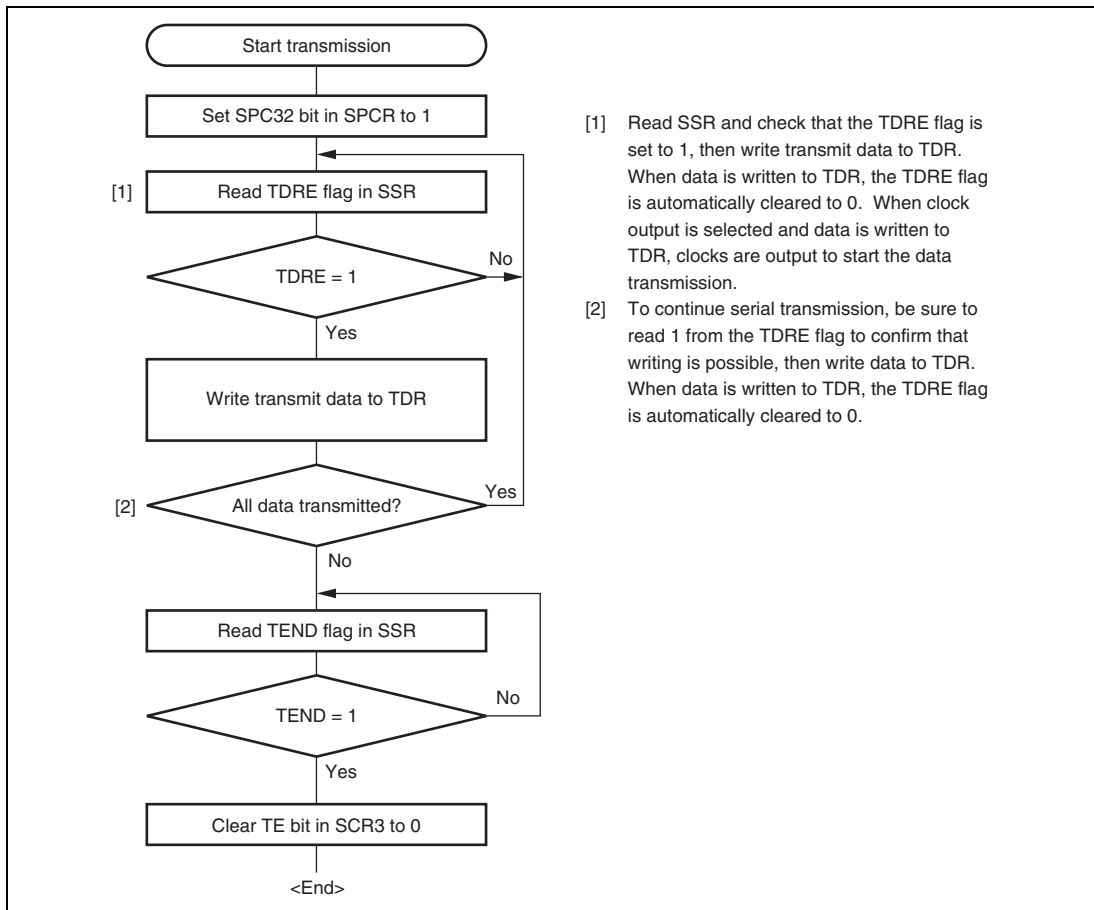 Start transmission
Set SPC32 bit in SPCR to 1
[1]
Read TDRE flag in SSR
No
TDRE = 1
Yes
Write transmit data to TDR
Yes
[2]
All data transmitted?
No
Read TEND flag in SSR
No
TEND = 1
Yes
Clear TE bit in SCR3 to 0
<End>
[1] Read SSR and check that the TDRE flag is
set to 1, then write transmit data to TDR.
When data is written to TDR, the TDRE flag
is automatically cleared to 0. When clock
output is selected and data is written to
TDR, clocks are output to start the data
transmission.
[2] To continue serial transmission, be sure to
read 1 from the TDRE flag to confirm that
writing is possible, then write data to TDR.
When data is written to TDR, the TDRE flag
is automatically cleared to 0.